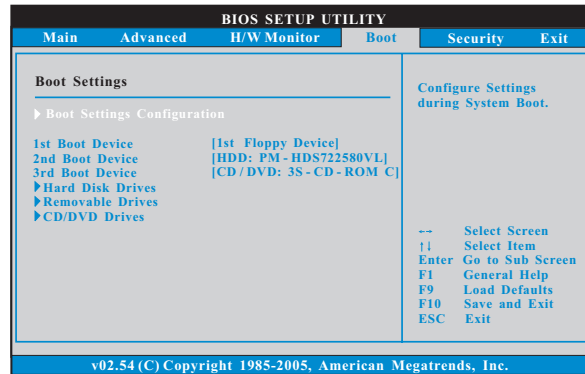 BIOS SETUP UTILITY
Main Advanced H/W Monitor Boot Security Exit
Boot Settings
Boot Settings Configuration
1st Boot Device [1st Floppy Device]
2nd Boot Device [HDD: PM-HDS722580VL]
3rd Boot Device [CD/DVD: 3S-CD-ROM C]
Hard Disk Drives
Removable Drives
CD/DVD Drives
Configure Settings
during System Boot.
←→ Select Screen
↑↓ Select Item
Enter Go to Sub Screen
F1 General Help
F9 Load Defaults
F10 Save and Exit
ESC Exit
v02.54 (C) Copyright 1985-2005, American Megatrends, Inc.